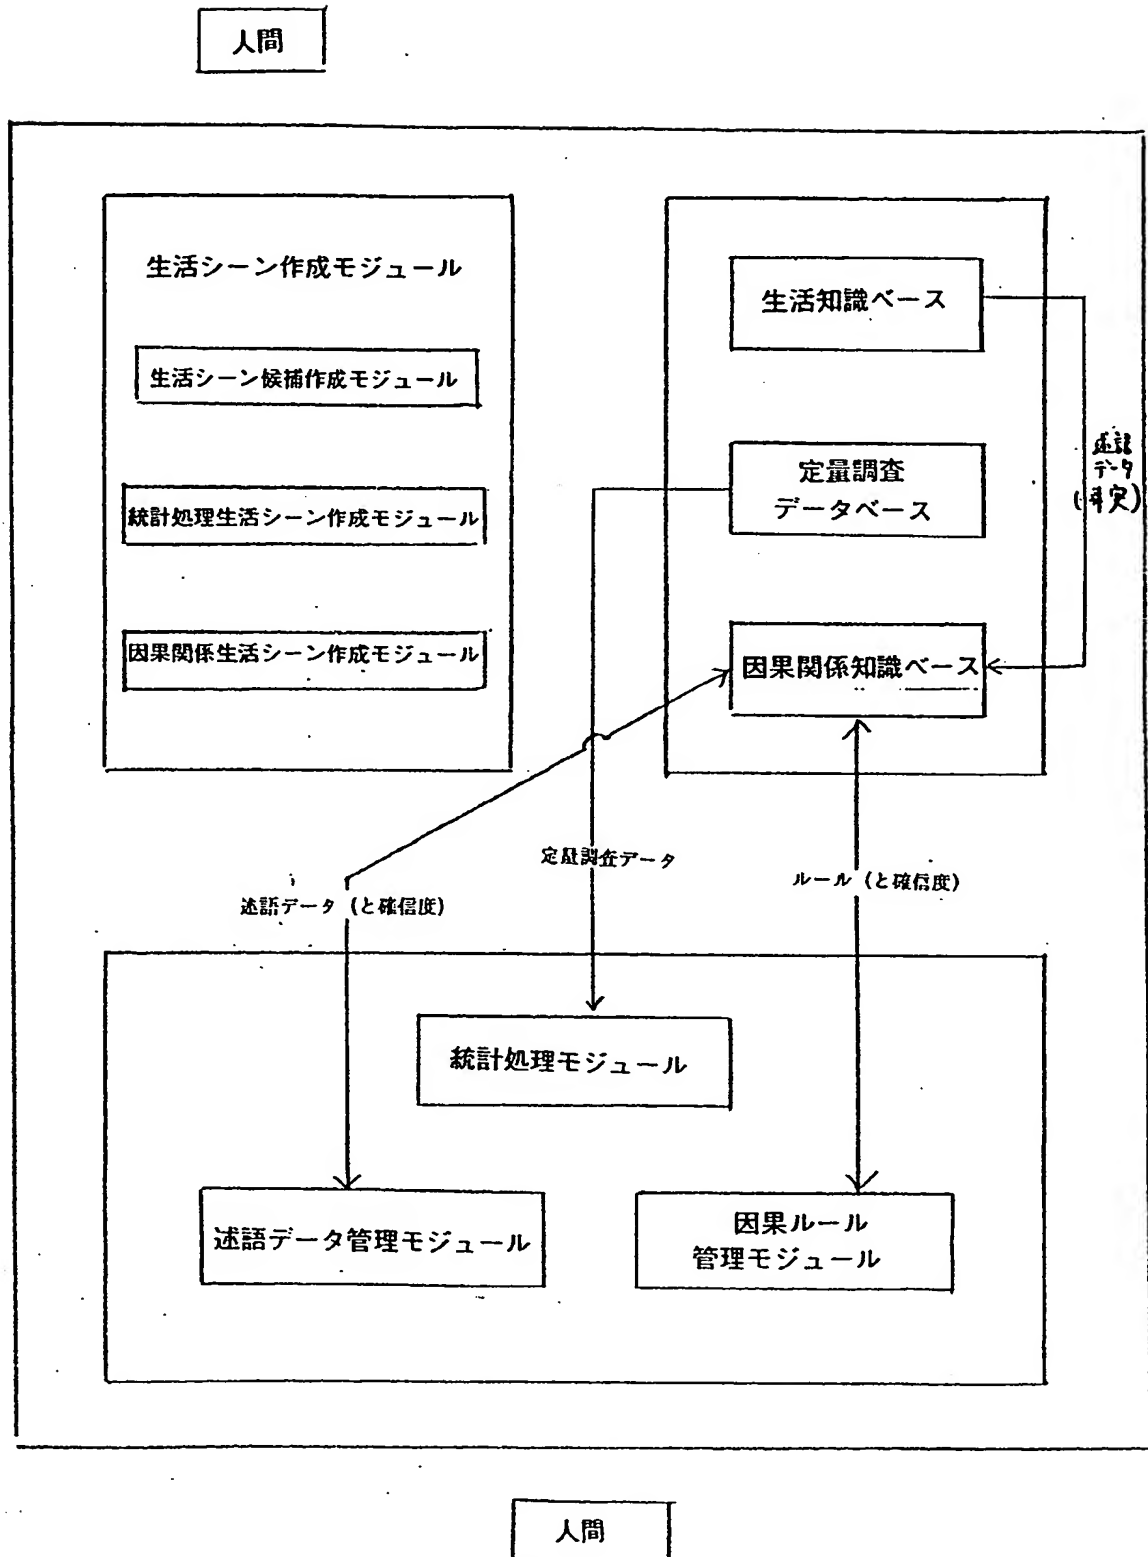 人間
生活シーン作成モジュール
生活シーン候補作成モジュール
統計処理生活シーン作成モジュール
因果関係生活シーン作成モジュール
生活知識ベース
定量調査
データベース
因果関係知識ベース
述語
データ
(事実)
定量調査データ
ルール (と確信度)
述語データ (と確信度)
統計処理モジュール
述語データ管理モジュール
因果ルール
管理モジュール
人間